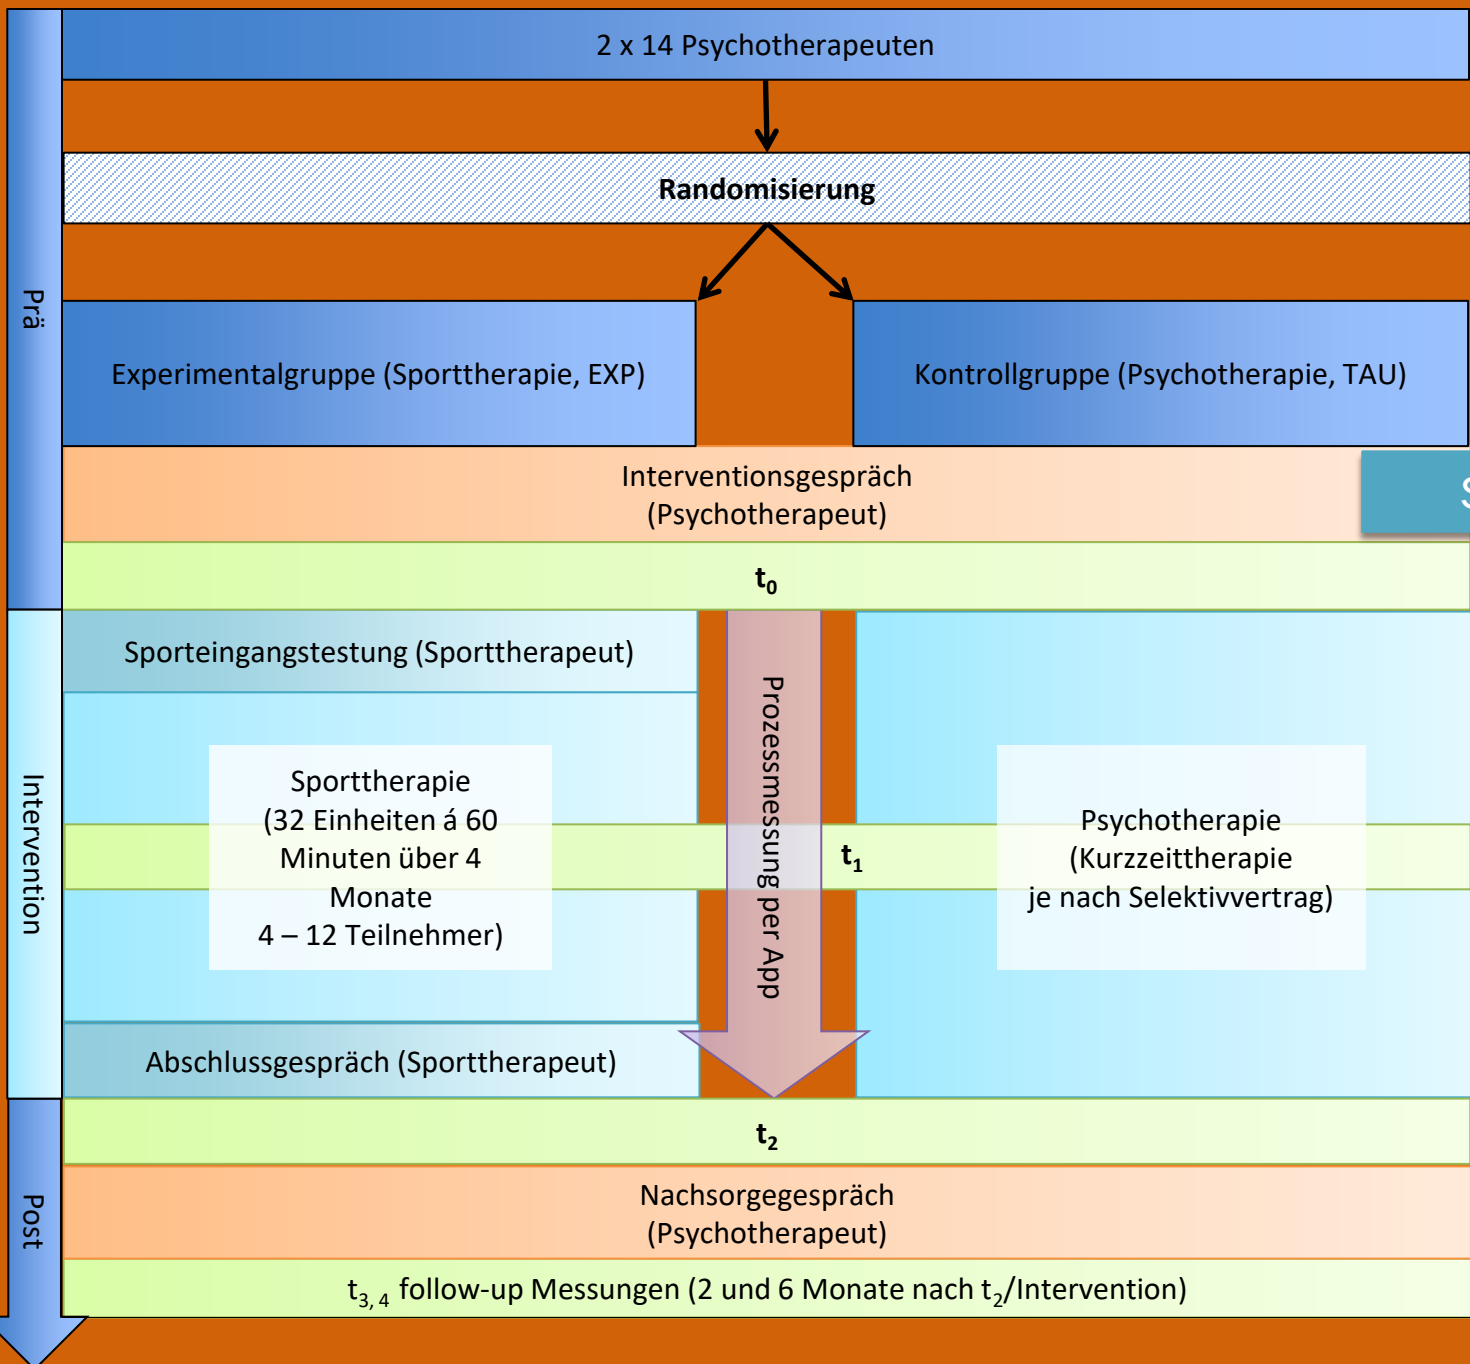 2 x 14 Psychotherapeuten
Randomisierung
Prä
Experimentalgruppe (Sporttherapie, EXP)
Kontrollgruppe (Psychotherapie, TAU)
Interventionsgespräch
(Psychotherapeut)
S
t0
Sporteingangstestung (Sporttherapeut)
Intervention
Sporttherapie
(32 Einheiten á 60
Minuten über 4
Monate
4 – 12 Teilnehmer)
Prozessmessung per App
t1
Psychotherapie
(Kurzzeittherapie
je nach Selektivvertrag)
Abschlussgespräch (Sporttherapeut)
Post
t2
Nachsorgegespräch
(Psychotherapeut)
t3, 4 follow-up Messungen (2 und 6 Monate nach t2/Intervention)